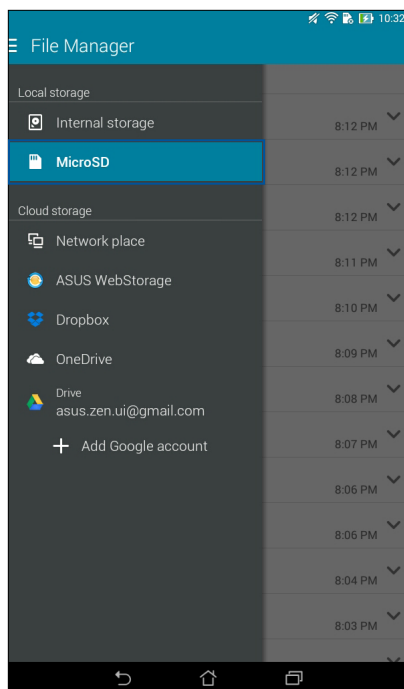 10:32
File Manager
Local storage
Internal storage
MicroSD
Cloud storage
Network place
ASUS WebStorage
Dropbox
OneDrive
Drive
asus.zen.ui@gmail.com
Add Google account
8:12 PM
8:12 PM
8:12 PM
8:11 PM
8:10 PM
8:09 PM
8:08 PM
8:07 PM
8:06 PM
8:06 PM
8:04 PM
8:03 PM